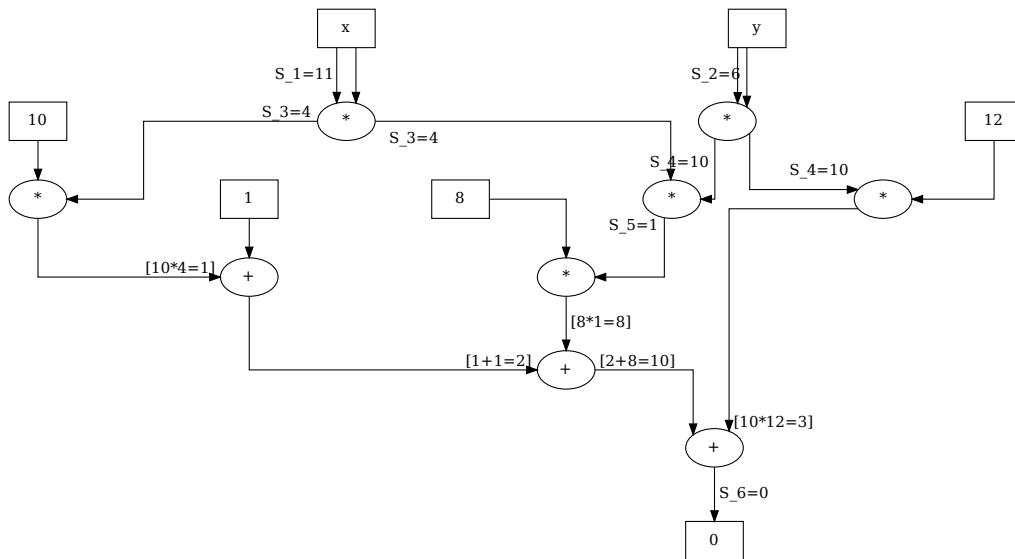 x
y
S_1=11
S_2=6
10
S_3=4
*
S_3=4
*
12
S_4=10
S_4=10
*
1
8
*
*
S_5=1
[10*4=1]
+
*
[8*1=8]
[1+1=2]
+
[2+8=10]
[10*12=3]
+
S_6=0
0